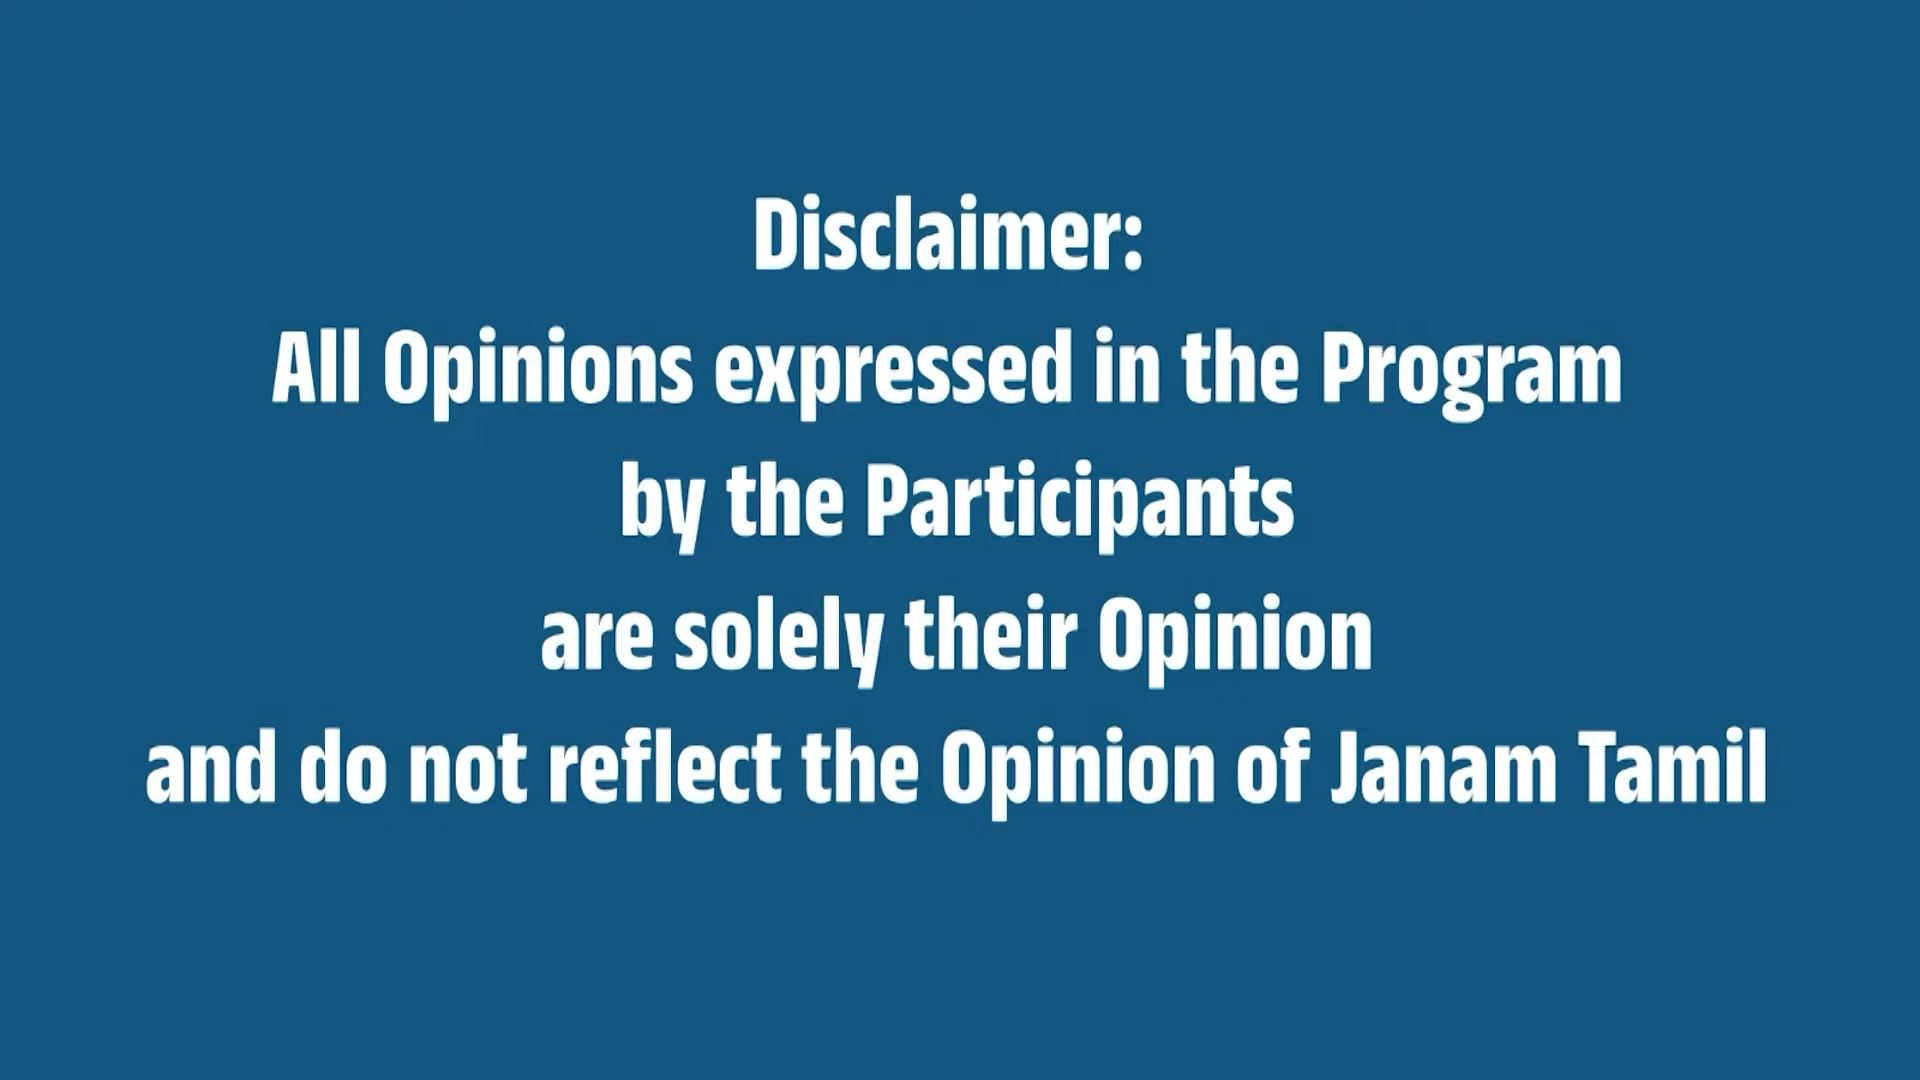 Disclaimer:
All Opinions expressed in the Program
by the Participants
are solely their Opinion
and do not reflect the Opinion of Janam Tamil